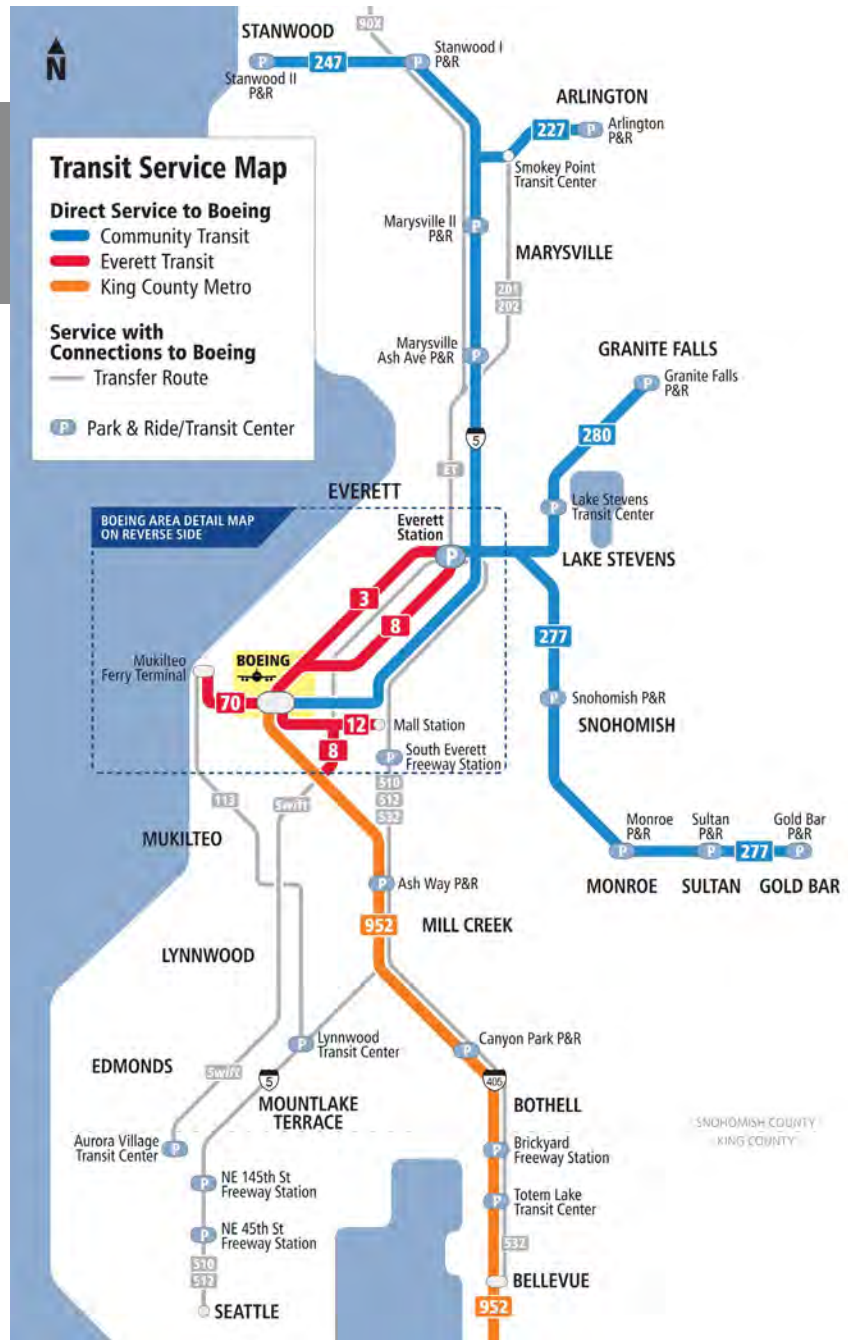 90X
STANWOOD
N
247
Stanwood I
P&R
Stanwood II
P&R
ARLINGTON
227
Arlington
P&R
Smokey Point
Transit Center
Transit Service Map
Direct Service to Boeing
Community Transit
Everett Transit
King County Metro
Service with
Connections to Boeing
Transfer Route
P Park & Ride/Transit Center
Marysville II
P&R
MARYSVILLE
201
202
Marysville
Ash Ave P&R
GRANITE FALLS
Granite Falls
P&R
280
5
ET
EVERETT
Lake Stevens
Transit Center
BOEING AREA DETAIL MAP
ON REVERSE SIDE
Everett
Station
P
LAKE STEVENS
3
8
277
Mukilteo
Ferry Terminal
BOEING
70
Snohomish P&R
SNOHOMISH
12
Mall Station
8
South Everett
Freeway Station
510
512
532
113
Swift
MUKILTEO
Monroe
P&R
Sultan
P&R
Gold Bar
P&R
277
MONROE
SULTAN
GOLD BAR
Ash Way P&R
952
MILL CREEK
LYNNWOOD
Lynnwood
Transit Center
Canyon Park P&R
EDMONDS
Swift
5
405
MOUNTLAKE
TERRACE
BOTHELL
SNOHOMISH COUNTY
KING COUNTY
Aurora Village
Transit Center
Brickyard
Freeway Station
NE 145th St
Freeway Station
Totem Lake
Transit Center
NE 45th St
Freeway Station
532
510
512
BELLEVUE
SEATTLE
952